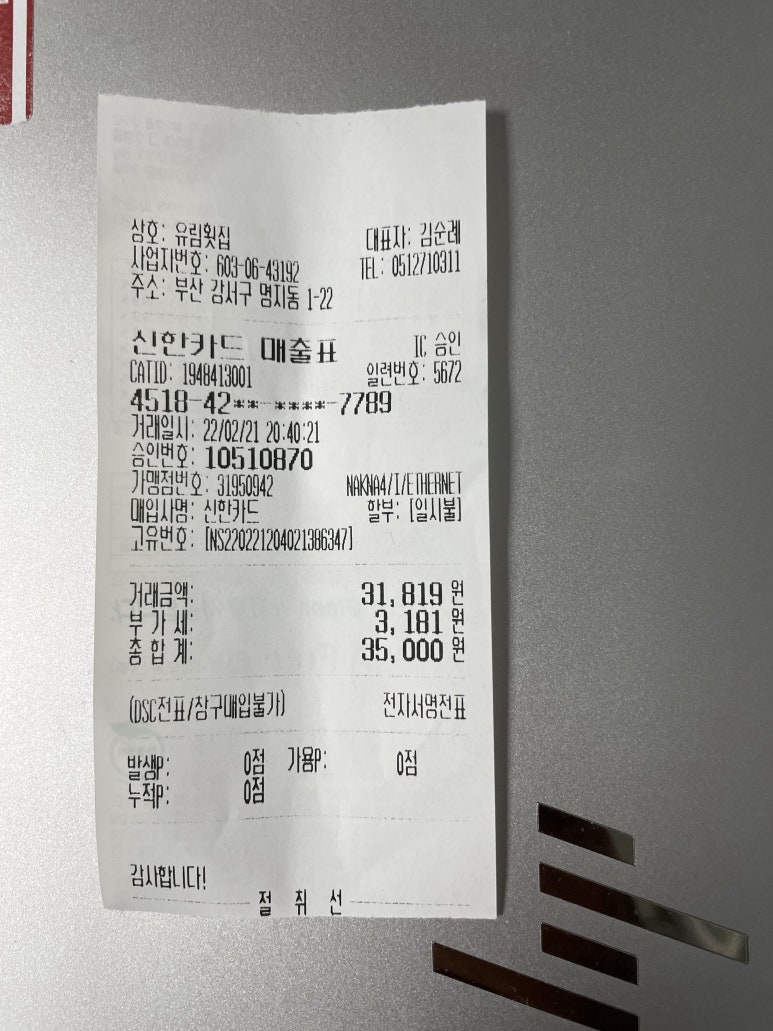 상호: 유림횟집 대표자: 김순례
사업자번호: 603-06-43192 TEL: 0512710311
주소: 부산 강서구 명지동 1-22
신한카드 매출표 IC 승인
CATID: 1948413001 일련번호: 5672
4518-42**-****-7789
거래일시: 22/02/21 20:40:21
승인번호: 10510870
가맹점번호: 31950942 NAKNA4/I/ETHERNET
매입사명: 신한카드 할부: [일시불]
고유번호: [NS220221204021386347]
거래금액: 31,819 원
부 가 세: 3,181 원
총 합 계: 35,000 원
(DSC전표/창구매입불가) 전자서명전표
발생P: 0점 가용P: 0점
누적P: 0점
감사합니다!
절 취 선